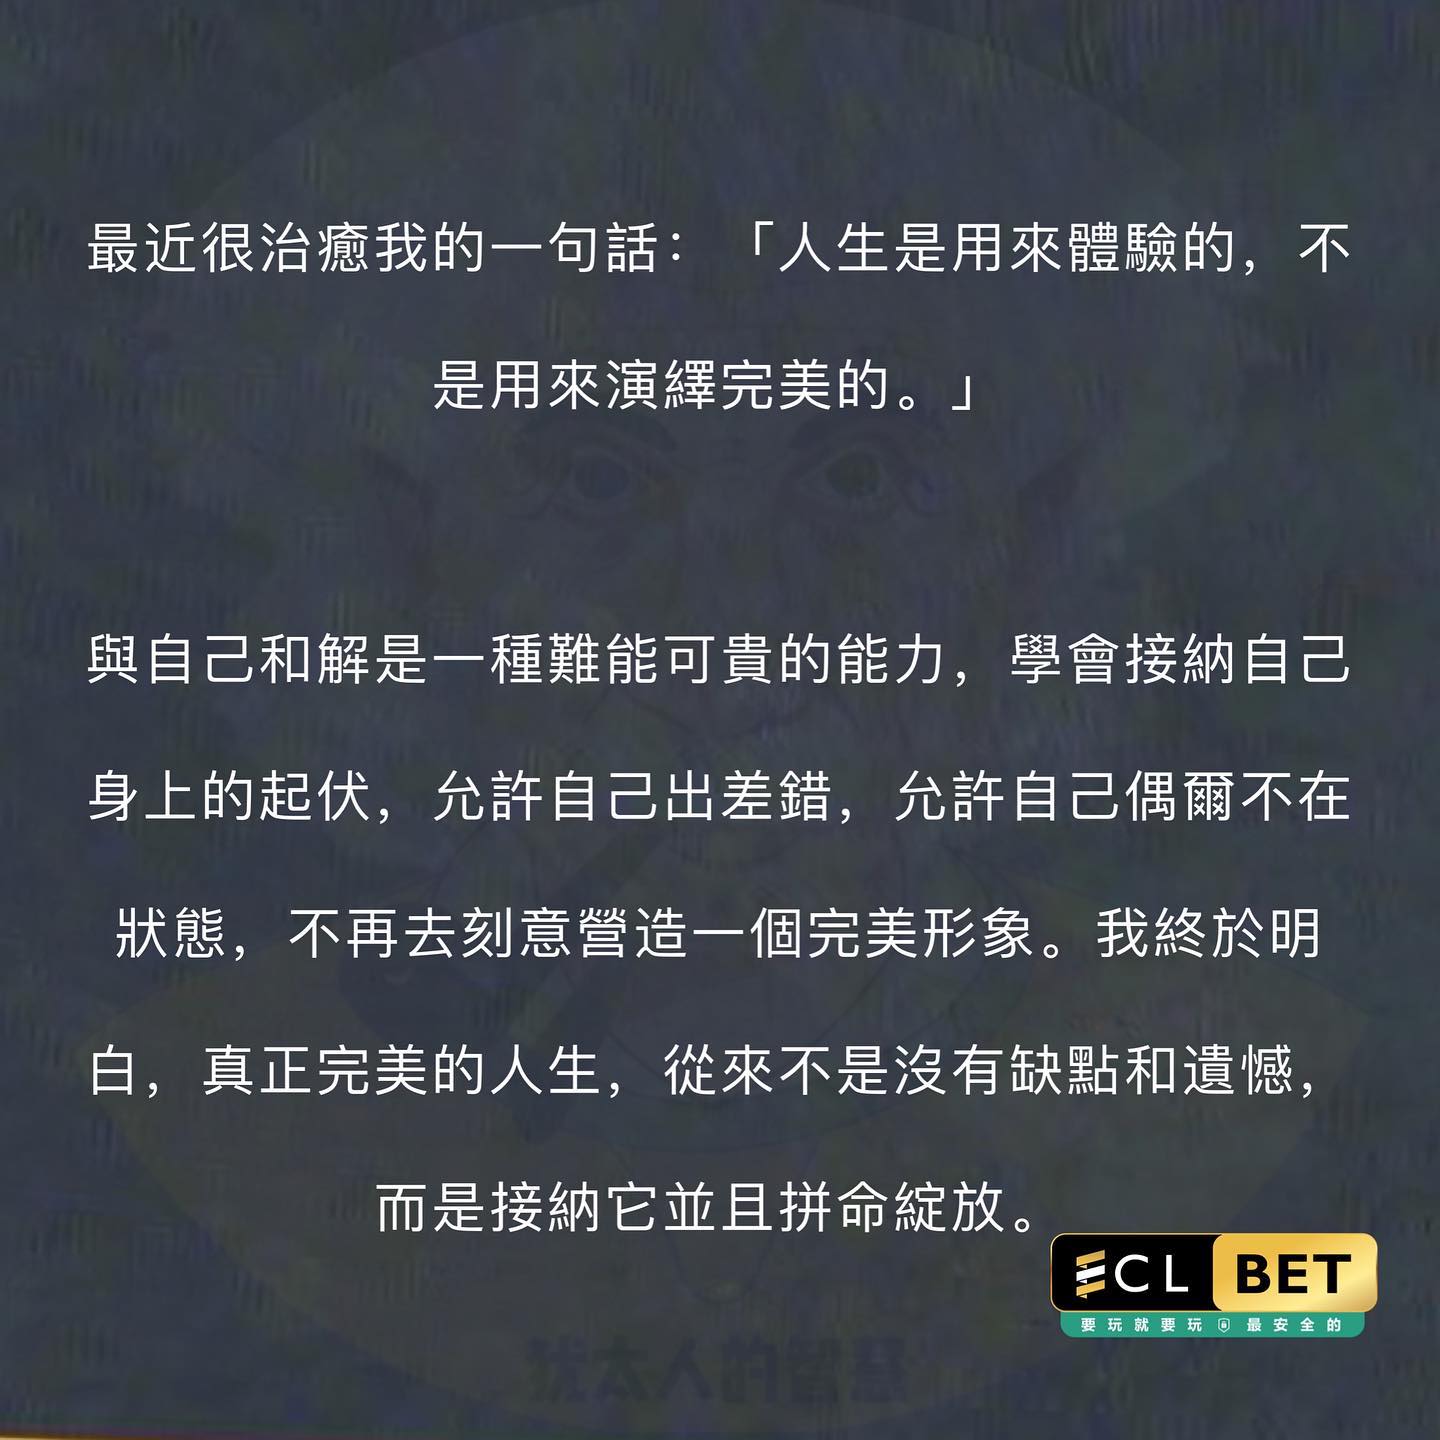 最近很治癒我的一句話：「人生是用來體驗的，不
是用來演繹完美的。」
與自己和解是一種難能可貴的能力，學會接納自己
身上的起伏，允許自己出差錯，允許自己偶爾不在
狀態，不再去刻意營造一個完美形象。我終於明
白，真正完美的人生，從來不是沒有缺點和遺憾，
而是接納它並且拼命綻放。
ECL BET
要玩就要玩 最安全的
猶太人的智慧